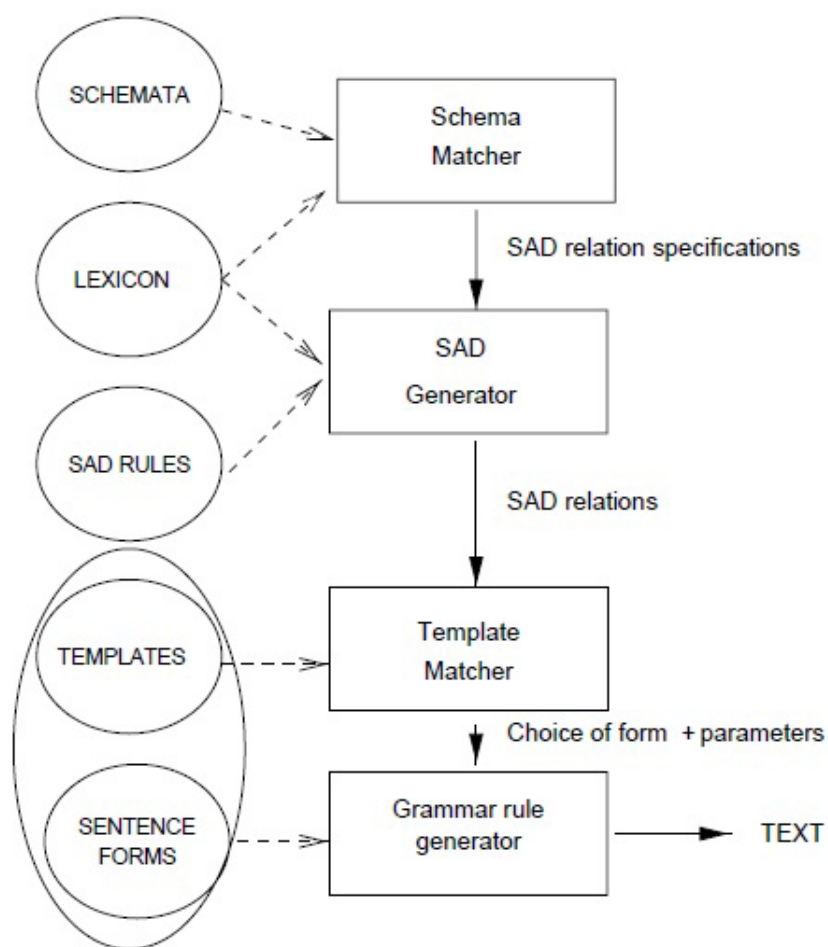 SCHEMATA
Schema
Matcher
SAD relation specifications
LEXICON
SAD
Generator
SAD RULES
SAD relations
TEMPLATES
Template
Matcher
Choice of form + parameters
SENTENCE
FORMS
Grammar rule
generator
TEXT